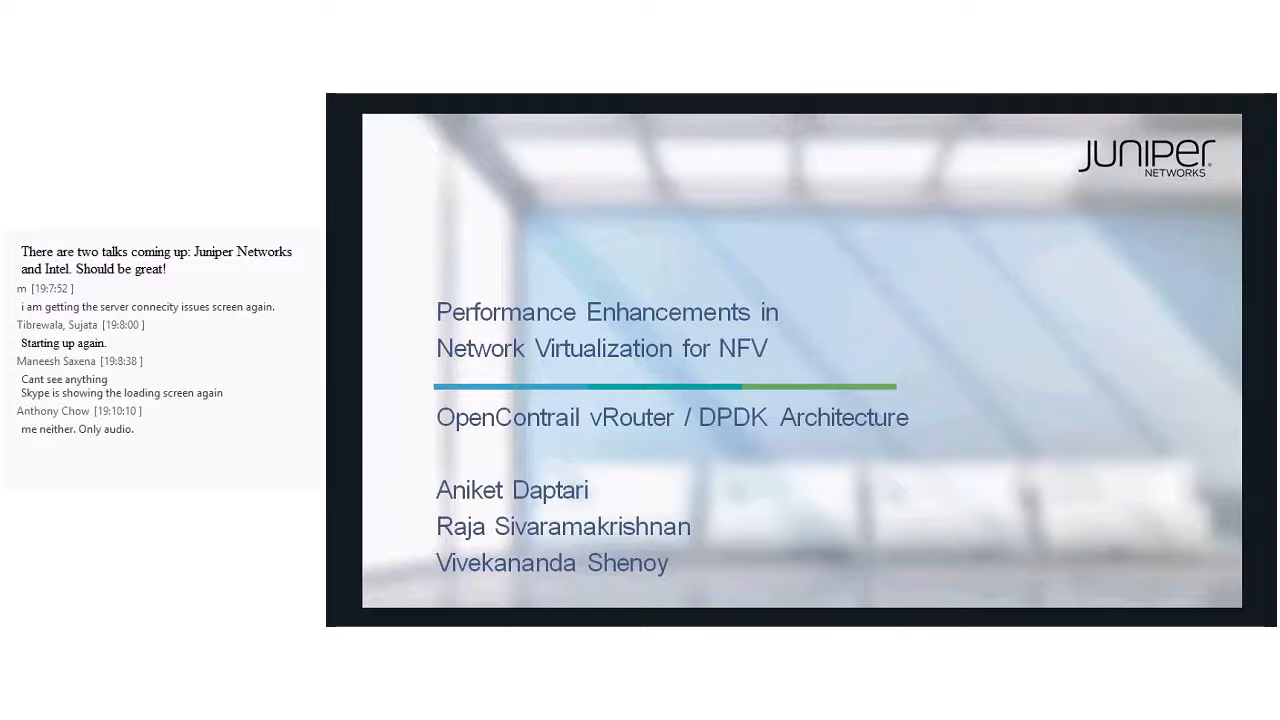 There are two talks coming up: Juniper Networks
and Intel. Should be great!
m [19:7:52 ]
i am getting the server connecity issues screen again.
Tibrewala, Sujata [19:8:00 ]
Starting up again.
Maneesh Saxena [19:8:38 ]
Cant see anything
Skype is showing the loading screen again
Anthony Chow [19:10:10 ]
me neither. Only audio.
JUNIPER
NETWORKS
Performance Enhancements in
Network Virtualization for NFV
OpenContrail vRouter / DPDK Architecture
Aniket Daptari
Raja Sivaramakrishnan
Vivekananda Shenoy